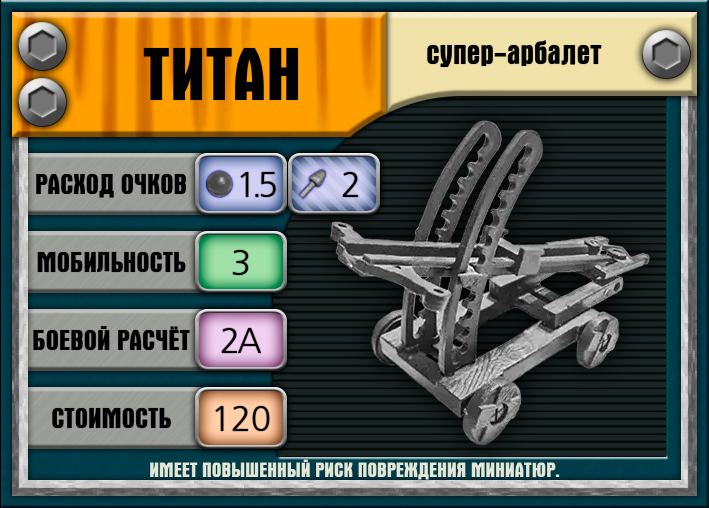 ТИТАН
супер-арбалет
РАСХОД ОЧКОВ 1.5 2
МОБИЛЬНОСТЬ 3
БОЕВОЙ РАСЧЁТ 2А
СТОИМОСТЬ 120
ИМЕЕТ ПОВЫШЕННЫЙ РИСК ПОВРЕЖДЕНИЯ МИНИАТЮР.